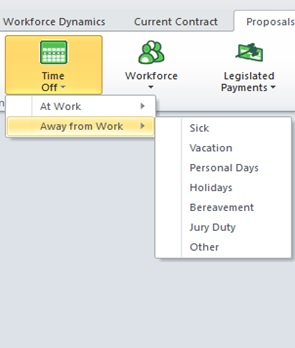 Workforce Dynamics Current Contract Proposals
Time Off
Workforce
Legislated Payments
At Work
Away from Work
Sick
Vacation
Personal Days
Holidays
Bereavement
Jury Duty
Other